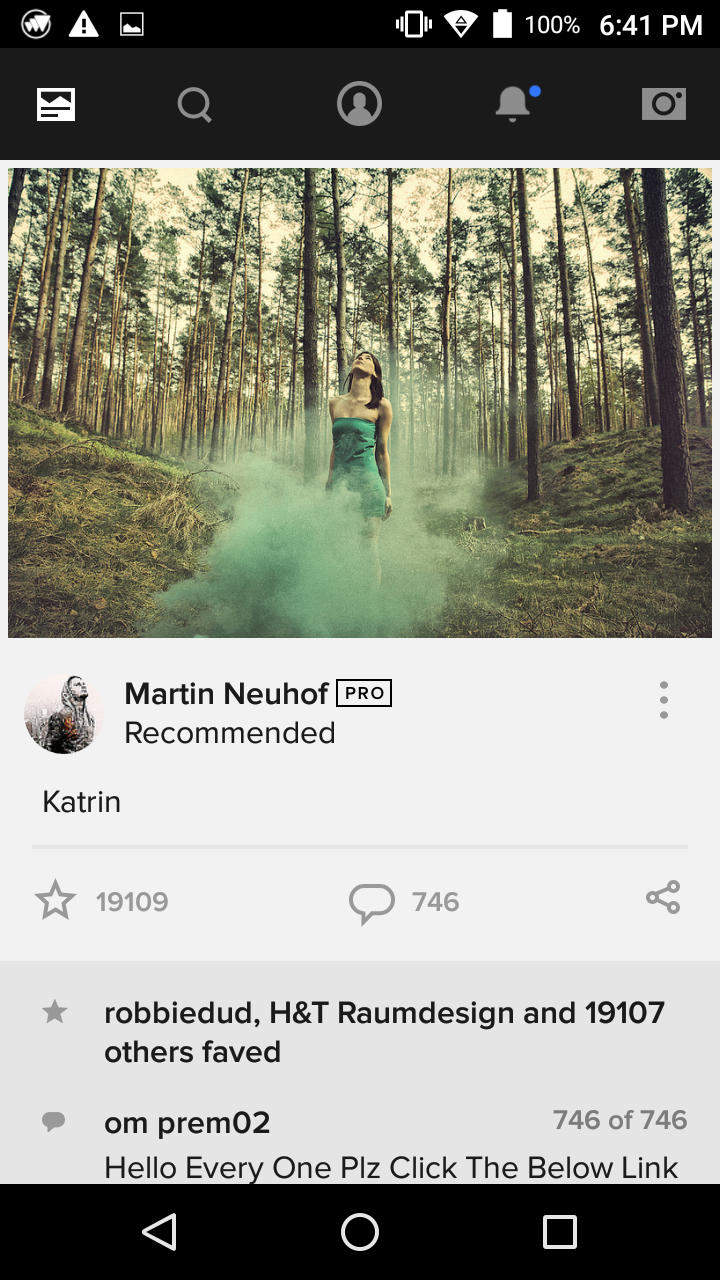 100% 6:41 PM
Martin Neuhof PRO
Recommended
Katrin
19109 746
robbiedud, H&T Raumdesign and 19107
others faved
om prem02 746 of 746
Hello Every One Plz Click The Below Link